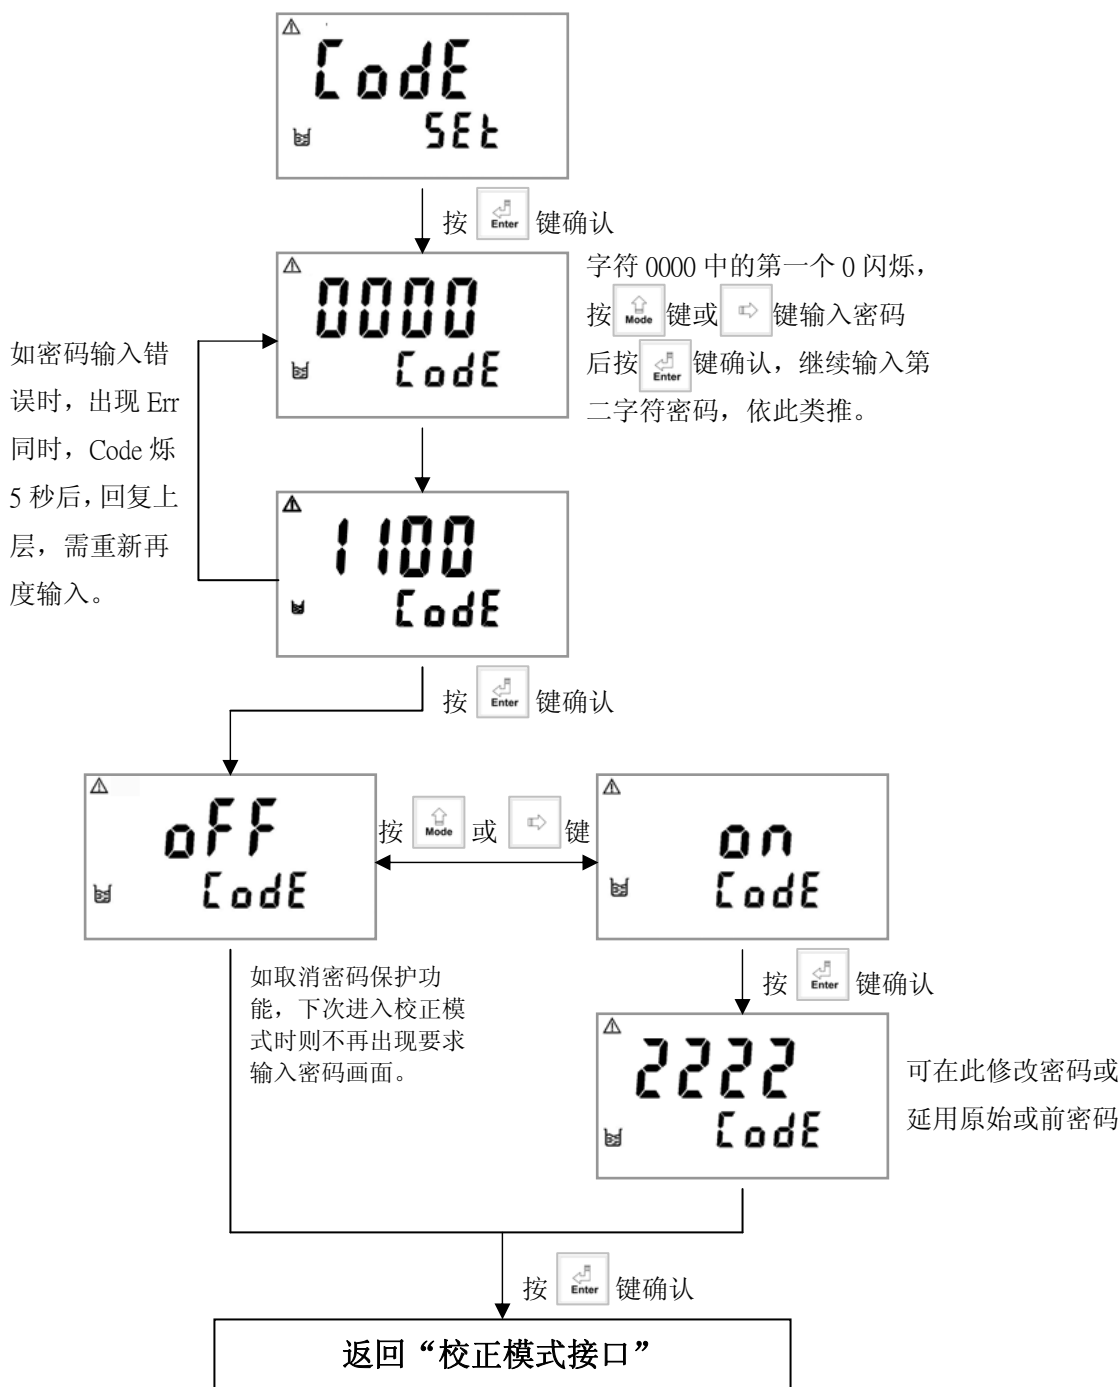 CodE
SEt
按 Enter 键确认
0000
CodE
字符 0000 中的第一个 0 闪烁，
按 Mode 键或 键输入密码
后按 Enter 键确认，继续输入第
二字符密码，依此类推。
如密码输入错
误时，出现 Err
同时，Code 烁
5 秒后，回复上
层，需重新再
度输入。
1100
CodE
按 Enter 键确认
oFF
CodE
按 Mode 或 键
on
CodE
如取消密码保护功
能，下次进入校正模
式时则不再出现要求
输入密码画面。
按 Enter 键确认
2222
CodE
可在此修改密码或
延用原始或前密码
按 Enter 键确认
返回“校正模式接口”